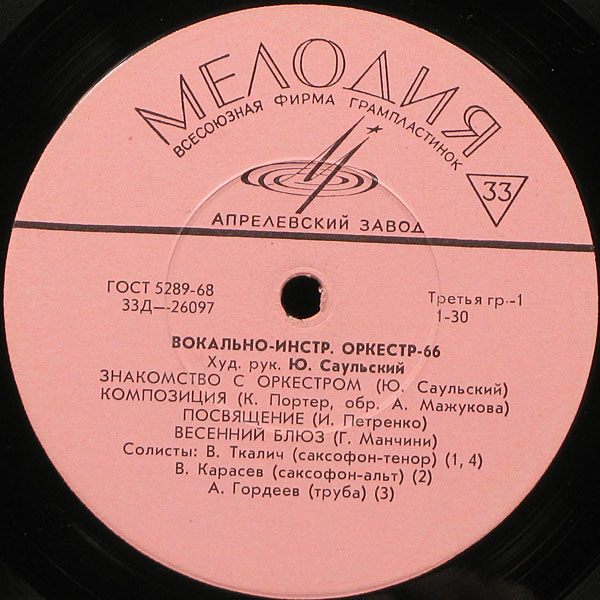 МЕЛОДИЯ
ВСЕСОЮЗНАЯ ФИРМА ГРАМПЛАСТИНОК
33
АПРЕЛЕВСКИЙ ЗАВОД
ГОСТ 5289-68
33Д—26097
Третья гр.-1
1-30
ВОКАЛЬНО-ИНСТР. ОРКЕСТР-66
Худ. рук. Ю. Саульский
ЗНАКОМСТВО С ОРКЕСТРОМ (Ю. Саульский)
КОМПОЗИЦИЯ (К. Портер, обр. А. Мажукова)
ПОСВЯЩЕНИЕ (И. Петренко)
ВЕСЕННИЙ БЛЮЗ (Г. Манчини)
Солисты: В. Ткалич (саксофон-тенор) (1, 4)
В. Карасев (саксофон-альт) (2)
А. Гордеев (труба) (3)